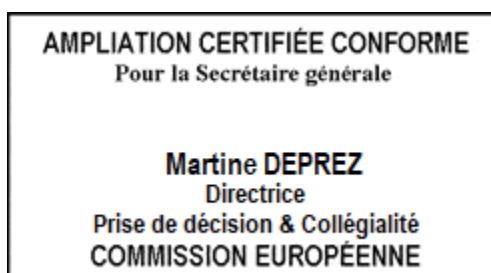 AMPLIATION CERTIFIÉE CONFORME
Pour la Secrétaire générale
Martine DEPREZ
Directrice
Prise de décision & Collégialité
COMMISSION EUROPÉENNE